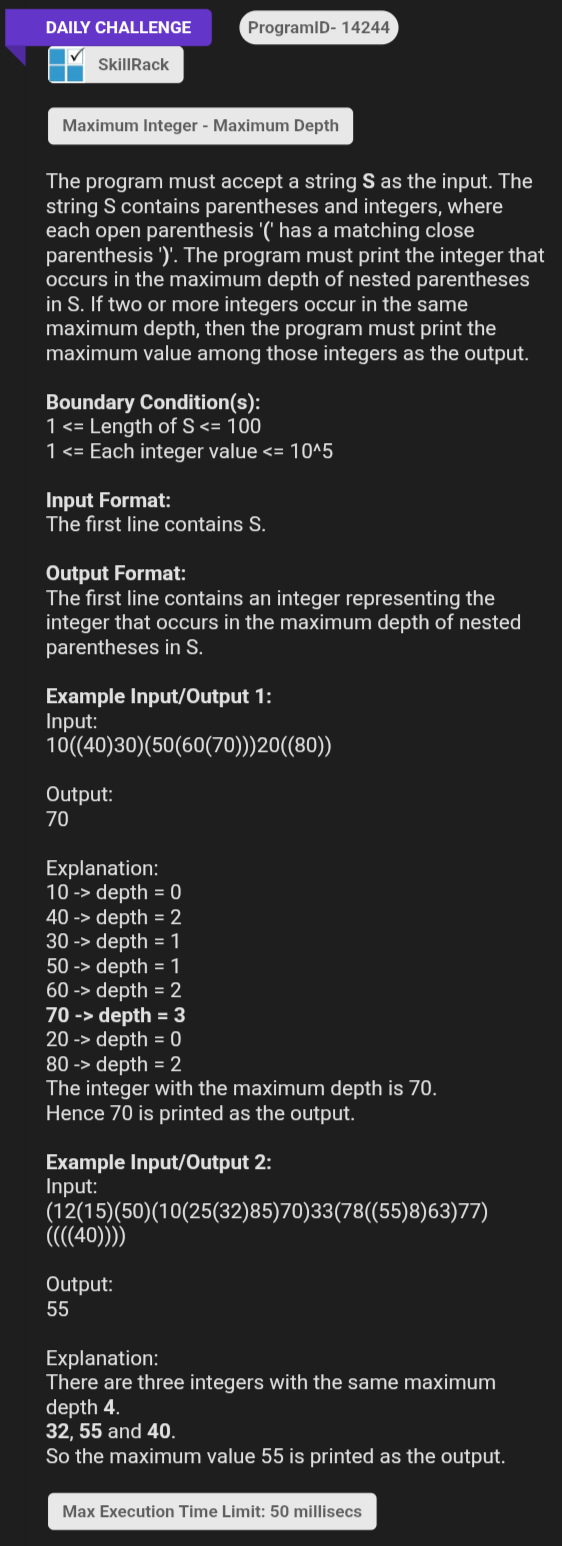 DAILY CHALLENGE
ProgramID- 14244
SkillRack
Maximum Integer - Maximum Depth
The program must accept a string S as the input. The
string S contains parentheses and integers, where
each open parenthesis '(' has a matching close
parenthesis ')'. The program must print the integer that
occurs in the maximum depth of nested parentheses
in S. If two or more integers occur in the same
maximum depth, then the program must print the
maximum value among those integers as the output.
Boundary Condition(s):
1 <= Length of S <= 100
1 <= Each integer value <= 10^5
Input Format:
The first line contains S.
Output Format:
The first line contains an integer representing the
integer that occurs in the maximum depth of nested
parentheses in S.
Example Input/Output 1:
Input:
10((40)30)(50(60(70)))20((80))
Output:
70
Explanation:
10 -> depth = 0
40 -> depth = 2
30 -> depth = 1
50 -> depth = 1
60 -> depth = 2
70 -> depth = 3
20 -> depth = 0
80 -> depth = 2
The integer with the maximum depth is 70.
Hence 70 is printed as the output.
Example Input/Output 2:
Input:
(12(15)(50)(10(25(32)85)70)33(78((55)8)63)77)
((((40))))
Output:
55
Explanation:
There are three integers with the same maximum
depth 4.
32, 55 and 40.
So the maximum value 55 is printed as the output.
Max Execution Time Limit: 50 millisecs